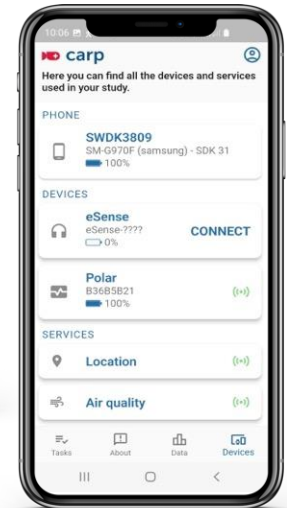 10:06
carp
Here you can find all the devices and services
used in your study.
PHONE
SWDK3809
SM-G970F (samsung) - SDK 31
100%
DEVICES
eSense
eSense-????
0%
CONNECT
Polar
B36B5B21
100%
SERVICES
Location
Air quality
Tasks About Data Devices